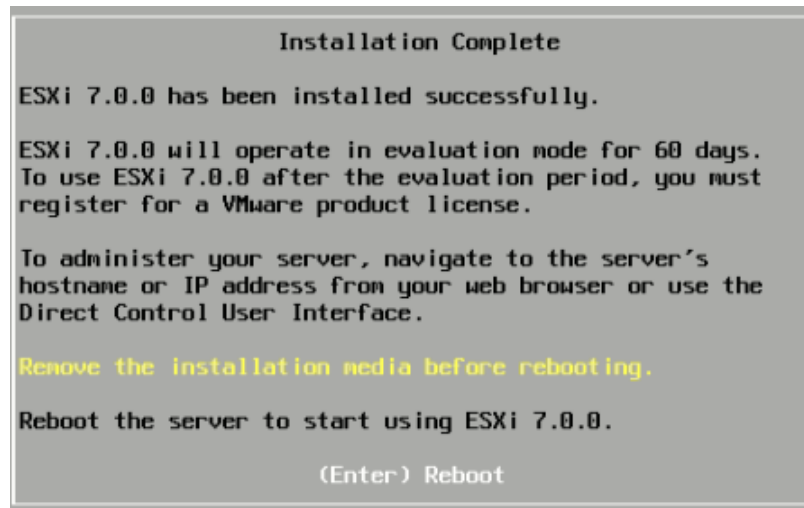 Installation Complete
ESXi 7.0.0 has been installed successfully.
ESXi 7.0.0 will operate in evaluation mode for 60 days.
To use ESXi 7.0.0 after the evaluation period, you must
register for a VMware product license.
To administer your server, navigate to the server's
hostname or IP address from your web browser or use the
Direct Control User Interface.
Remove the installation media before rebooting.
Reboot the server to start using ESXi 7.0.0.
(Enter) Reboot